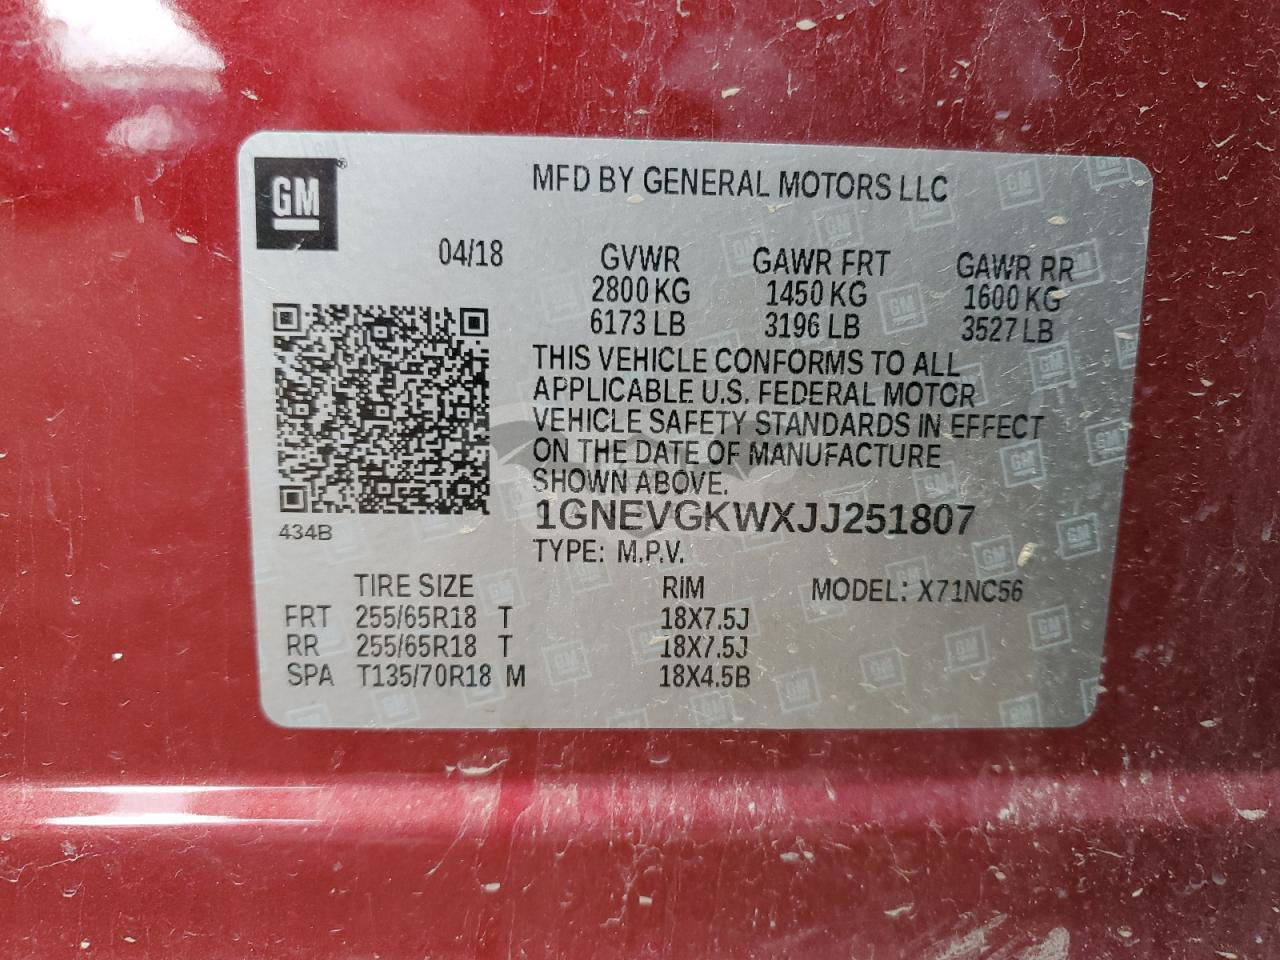 GM
MFD BY GENERAL MOTORS LLC
04/18 GVWR GAWR FRT GAWR RR
2800 KG 1450 KG 1600 KG
6173 LB 3196 LB 3527 LB
THIS VEHICLE CONFORMS TO ALL
APPLICABLE U.S. FEDERAL MOTOR
VEHICLE SAFETY STANDARDS IN EFFECT
ON THE DATE OF MANUFACTURE
SHOWN ABOVE.
1GNEVGKWXJJ251807
434B
TYPE: M.P.V.
TIRE SIZE RIM MODEL: X71NC56
FRT 255/65R18 T 18X7.5J
RR 255/65R18 T 18X7.5J
SPA T135/70R18 M 18X4.5B